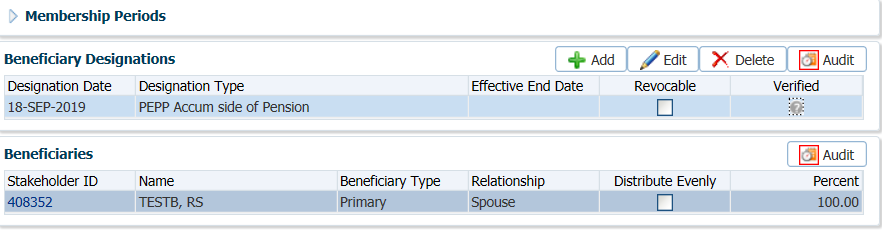 Membership Periods
Beneficiary Designations Add Edit Delete Audit
Designation Date Designation Type Effective End Date Revocable Verified
18-SEP-2019 PEPP Accum side of Pension ?
Beneficiaries Audit
Stakeholder ID Name Beneficiary Type Relationship Distribute Evenly Percent
408352 TESTB, RS Primary Spouse 100.00